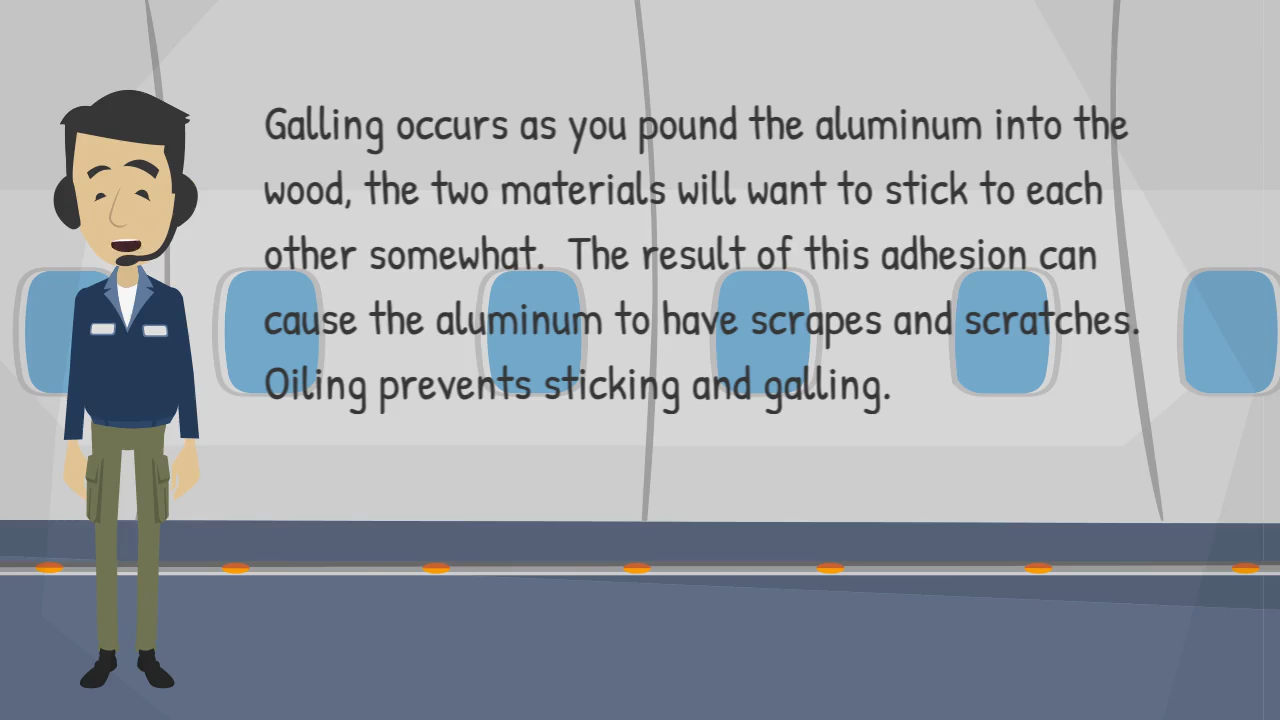 Galling occurs as you pound the aluminum into the
wood, the two materials will want to stick to each
other somewhat.  The result of this adhesion can
cause the aluminum to have scrapes and scratches.
Oiling prevents sticking and galling.